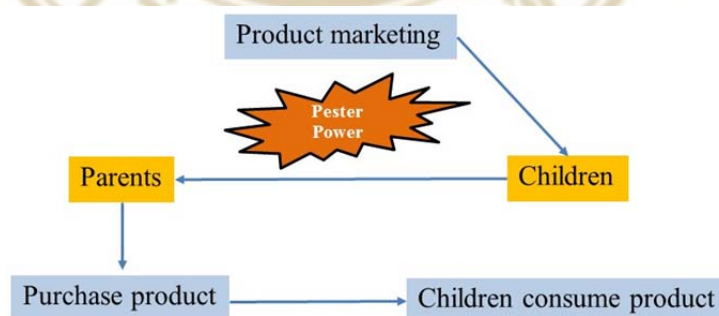 Product marketing
Pester
Power
Parents
Children
Purchase product
Children consume product